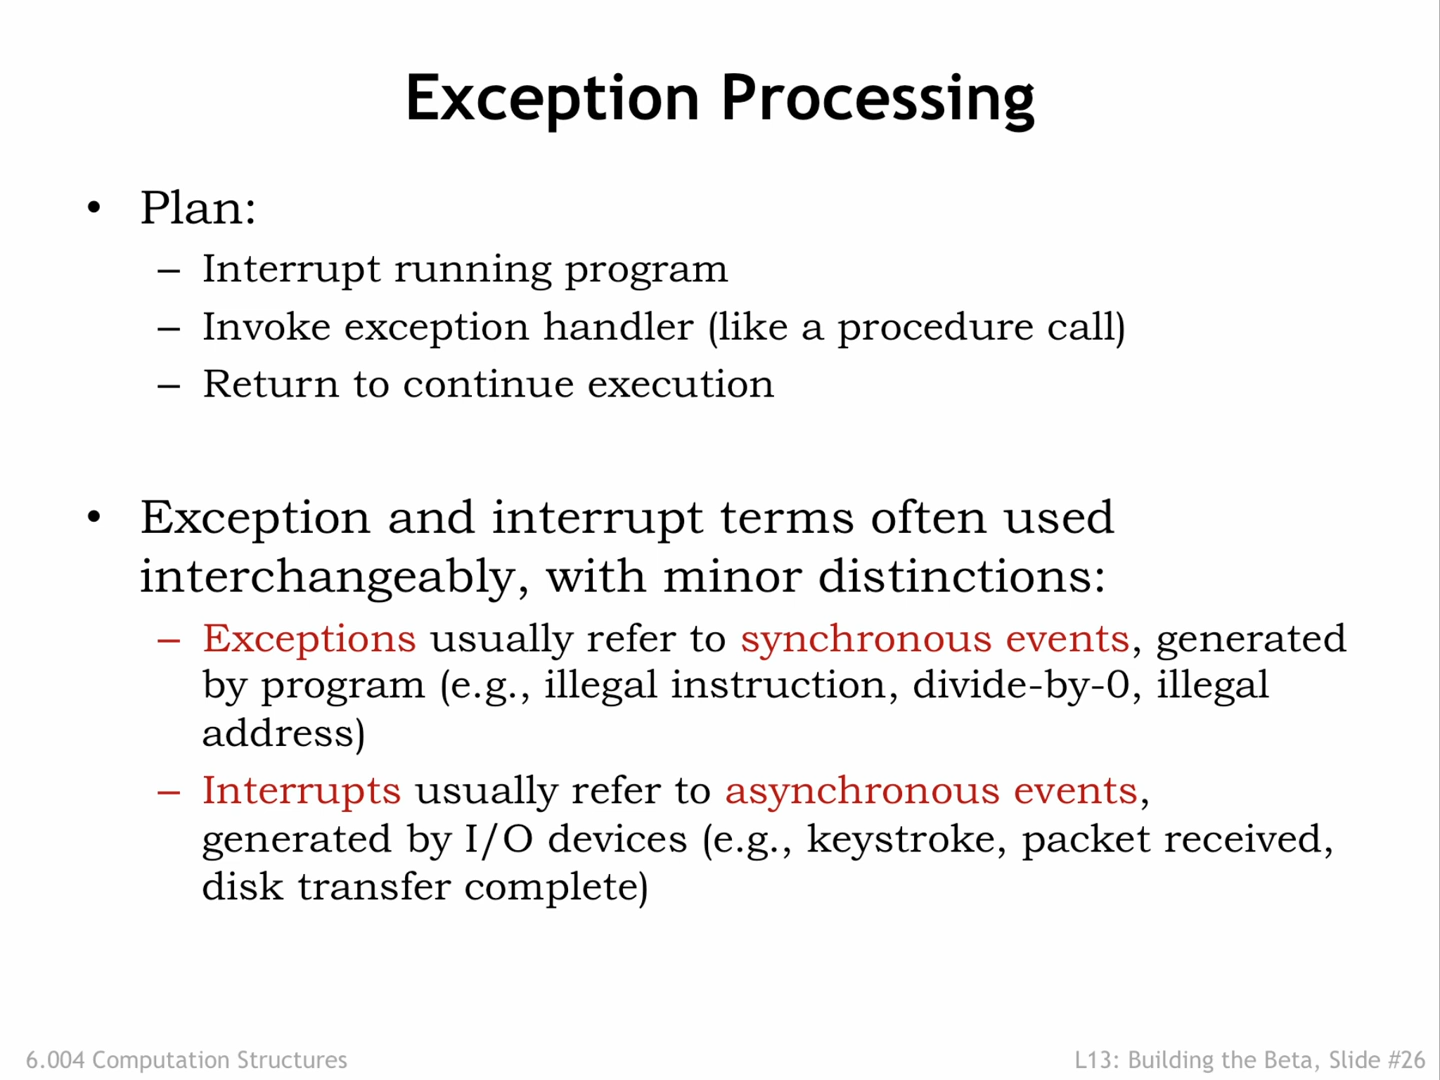 Exception Processing
• Plan:
– Interrupt running program
– Invoke exception handler (like a procedure call)
– Return to continue execution
• Exception and interrupt terms often used
interchangeably, with minor distinctions:
– Exceptions usually refer to synchronous events, generated
by program (e.g., illegal instruction, divide-by-0, illegal
address)
– Interrupts usually refer to asynchronous events,
generated by I/O devices (e.g., keystroke, packet received,
disk transfer complete)
6.004 Computation Structures
L13: Building the Beta, Slide #26